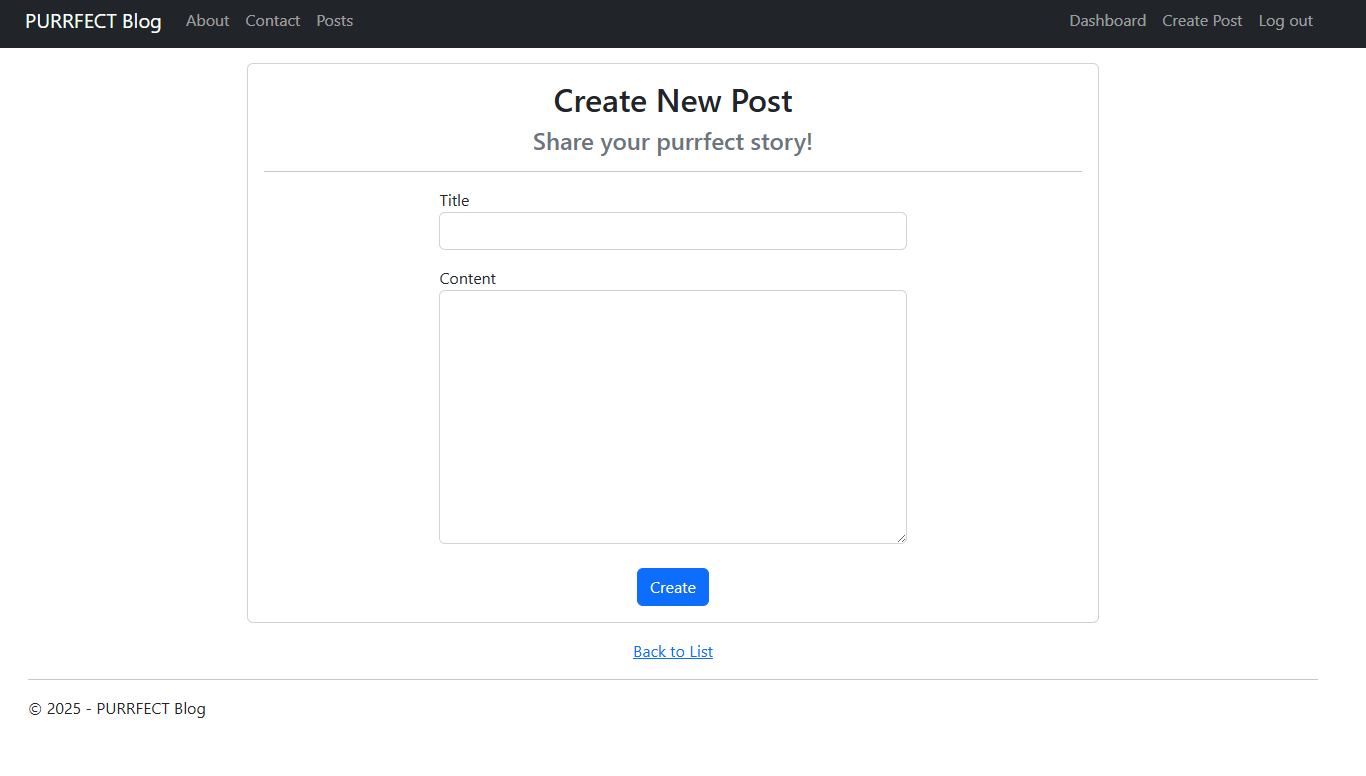 PURRFECT Blog About Contact Posts Dashboard Create Post Log out
Create New Post
Share your purrfect story!
Title
Content
Create
Back to List
© 2025 - PURRFECT Blog